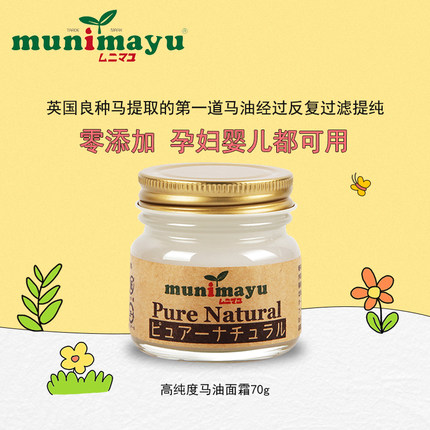 munimayu
ムニマユ
英国良种马提取的第一道马油经过反复过滤提纯
零添加 孕妇婴儿都可用
munimayu
ムニマユ
Pure Natural
ピュアーナチュラル
高纯度马油面霜70g